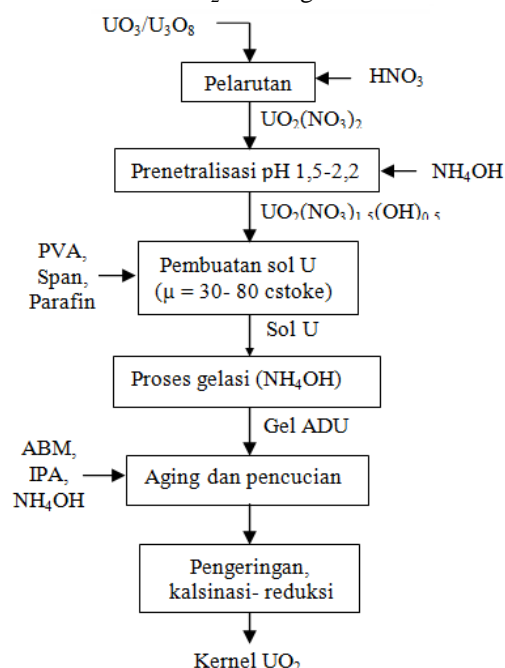 UO₃/U₃O₈
Pelarutan
HNO₃
UO₂(NO₃)₂
Prenetralisasi pH 1,5-2,2
NH₄OH
UO₂(NO₃)₁,₅(OH)₀,₅
PVA,
Span,
Parafin
Pembuatan sol U
(μ = 30- 80 cstoke)
Sol U
Proses gelasi (NH₄OH)
Gel ADU
ABM,
IPA,
NH₄OH
Aging dan pencucian
Pengeringan,
kalsinasi- reduksi
Kernel UO₂